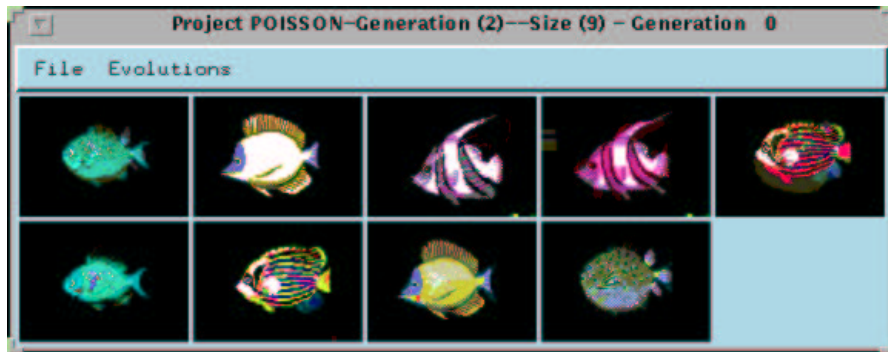 Project POISSON-Generation (2)--Size (9) - Generation 0
File Evolutions